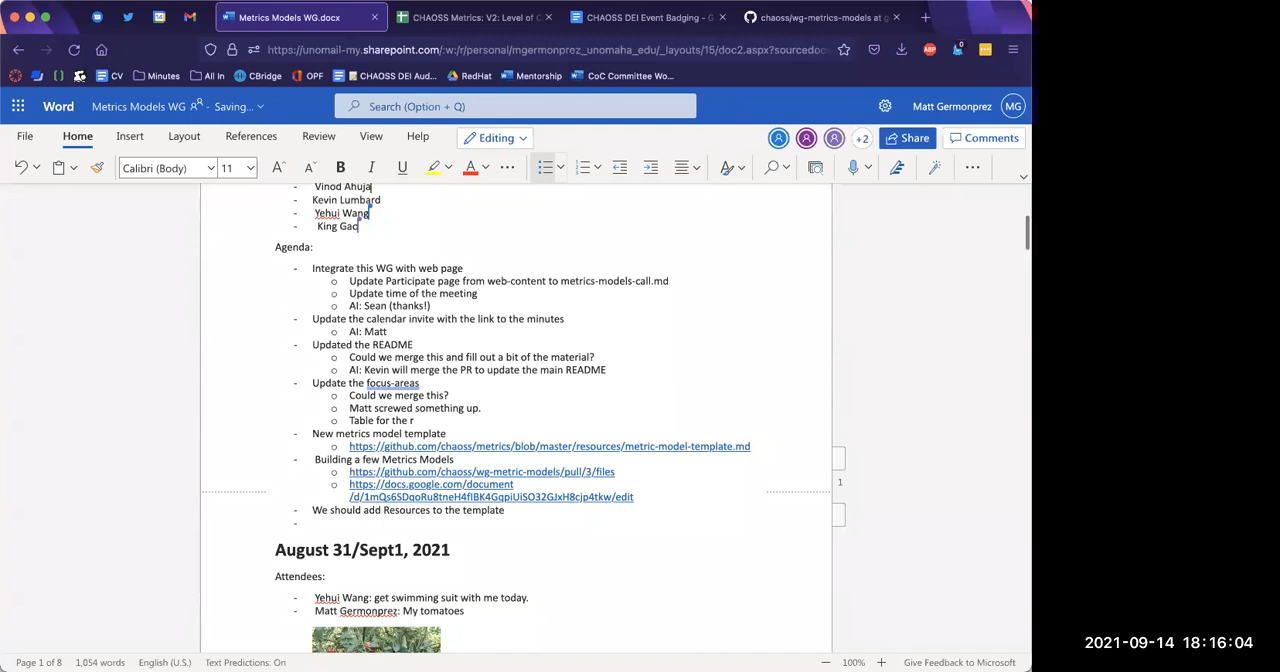 Metrics Models WG.docx
CHAOSS Metrics: V2: Level of C
CHAOSS DEI Event Badging - G
chaoss/wg-metrics-models at g
https://unomail-my.sharepoint.com/:w:/r/personal/mgermonprez_unomaha_edu/_layouts/15/doc2.aspx?sourcedoc
CV Minutes All In CBridge OPF CHAOSS DEI Aud... RedHat Mentorship CoC Committee Wo...
Word Metrics Models WG - Saving... Search (Option + Q) Matt Germonprez MG
File Home Insert Layout References Review View Help Editing +2 Share Comments
Calibri (Body) 11 B I U A
- Vinod Ahuja
- Kevin Lumbard
- Yehui Wang
- King Gao
Agenda:
- Integrate this WG with web page
o Update Participate page from web-content to metrics-models-call.md
o Update time of the meeting
o AI: Sean (thanks!)
- Update the calendar invite with the link to the minutes
o AI: Matt
- Updated the README
o Could we merge this and fill out a bit of the material?
o AI: Kevin will merge the PR to update the main README
- Update the focus-areas
o Could we merge this?
o Matt screwed something up.
o Table for the r
- New metrics model template
o https://github.com/chaoss/metrics/blob/master/resources/metric-model-template.md
- Building a few Metrics Models
o https://github.com/chaoss/wg-metric-models/pull/3/files
o https://docs.google.com/document
- We should add Resources to the template
-
1
August 31/Sept1, 2021
Attendees:
- Yehui Wang: get swimming suit with me today.
- Matt Germonprez: My tomatoes
Page 1 of 8 1,054 words English (U.S.) Text Predictions: On 100% Give Feedback to Microsoft
2021-09-14 18:16:04